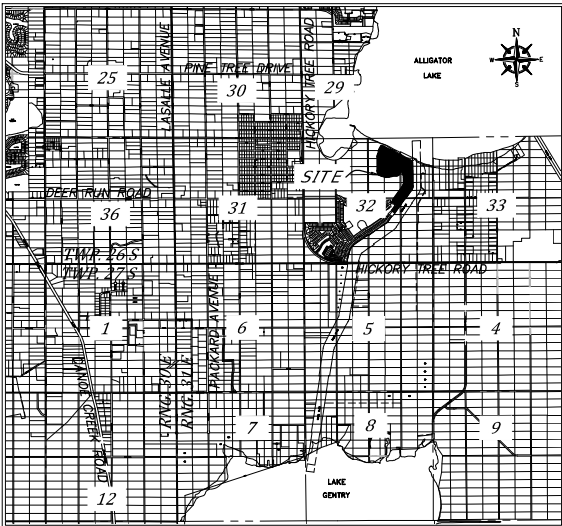 N
W
E
S
ALLIGATOR
LAKE
LASALLE AVENUE
PINE TREE DRIVE
HICKORY TREE ROAD
25
30
29
SITE
DEER RUN ROAD
36
31
32
33
TWP. 26 S
TWP. 27 S
HICKORY TREE ROAD
PACKARD AVENUE
1
6
5
4
CANOE CREEK ROAD
RNG. 30 E
RNG. 31 E
7
8
9
12
LAKE
GENTRY